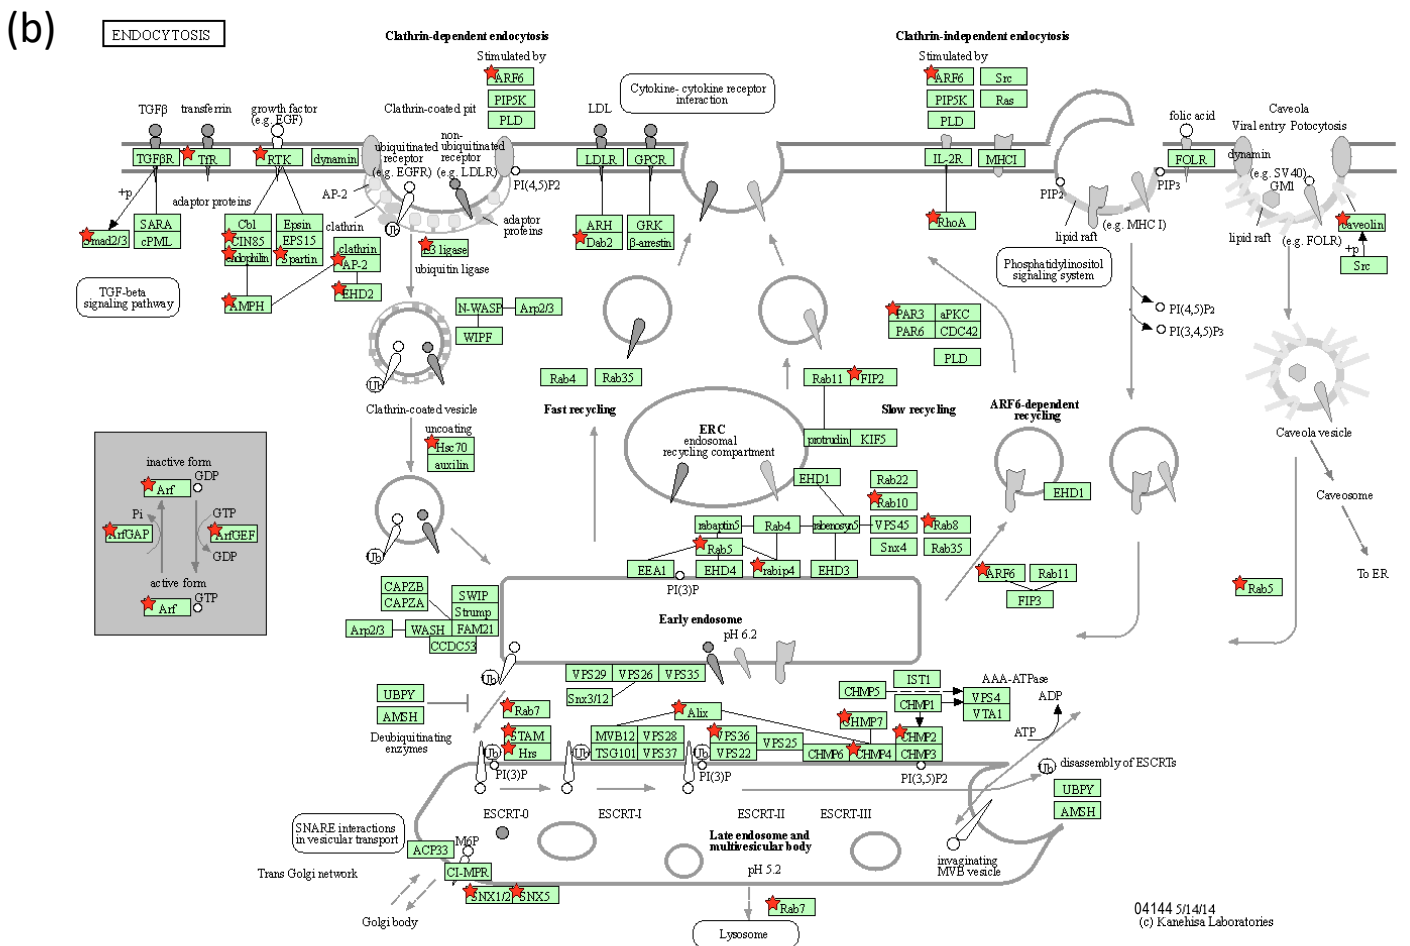 (b)
ENDOCYTOSIS
Clathrin-dependent endocytosis
Stimulated by
ARF6
PIP5K
PLD
Clathrin-independent endocytosis
Stimulated by
ARF6
Src
PIP5K
Ras
PLD
Cytokine- cytokine receptor
interaction
TGFβ
transferrin
growth factor
(e.g. EGF)
Clathrin-coated pit
LDL
folic acid
Caveola
Viral entry
Potocytosis
TGFβR
TfR
RTK
dynamin
ubiquitinated
receptor
(e.g. EGFR)
non-
ubiquitinated
receptor
(e.g. LDLR)
LDLR
GPCR
IL-2R
MHCI
FOLR
dynamin
(e.g. SV40)
GM1
PI(4,5)P2
PIP2
PIP3
+p
adaptor proteins
AP-2
clathrin
Ub
adaptor
proteins
Smad2/3
SARA
cPML
Cbl
CIN85
endophilin
Epsin
EPS15
Spartin
clathrin
AP-2
EHD2
AMPH
E3 ligase
ubiquitin ligase
ARH
Dab2
GRK
β-arrestin
RhoA
lipid raft
(e.g. MHC I)
lipid raft
(e.g. FOLR)
Caveolin
+p
Src
TGF-beta
signaling pathway
Phosphatidylinositol
signaling system
N-WASP
Arp2/3
WIPF
PI(4,5)P2
PI(3,4,5)P3
PAR3
aPKC
PAR6
CDC42
PLD
Ub
Rab4
Rab35
Rab11
FIP2
Clathrin-coated vesicle
Fast recycling
Slow recycling
ARF6-dependent
recycling
uncoating
Hsc70
auxilin
ERC
endosomal
recycling compartment
protrudin
KIF5
Caveola vesicle
Caveosome
To ER
inactive form
Arf
GDP
Pi
GTP
ArfGAP
ArfGEF
GDP
active form
Arf
GTP
EHD1
Rab22
Rab10
EHD1
rabaptin5
Rab4
rabenosyn5
VPS45
Rab8
Rab5
Snx4
Rab35
Ub
EEA1
EHD4
rabip4
EHD3
PI(3)P
ARF6
Rab11
FIP3
Rab5
CAPZB
CAPZA
SWIP
Strump
Arp2/3
WASH
FAM21
CCDC53
Early endosome
pH 6.2
Ub
VPS29
VPS26
VPS35
Snx3/12
UBPY
AMSH
Deubiquitinating
enzymes
Rab7
STAM
Hrs
Ub
PI(3)P
Alix
MVB12
VPS28
TSG101
VPS37
Ub
VPS36
VPS22
VPS25
Ub
PI(3)P
CHMP7
CHMP6
CHMP4
CHMP2
CHMP3
PI(3,5)P2
IST1
CHMP5
CHMP1
AAA-ATPase
VPS4
VTA1
ADP
ATP
Ub
disassembly of ESCRTs
UBPY
AMSH
ESCRT-0
ESCRT-I
ESCRT-II
ESCRT-III
SNARE interactions
in vesicular transport
Late endosome and
multivesicular body
pH 5.2
invaginating
MVB vesicle
ACP33
M6P
CI-MPR
Trans Golgi network
SNX1/2
SNX5
Golgi body
Rab7
Lysosome
04144 5/14/14
(c) Kanehisa Laboratories